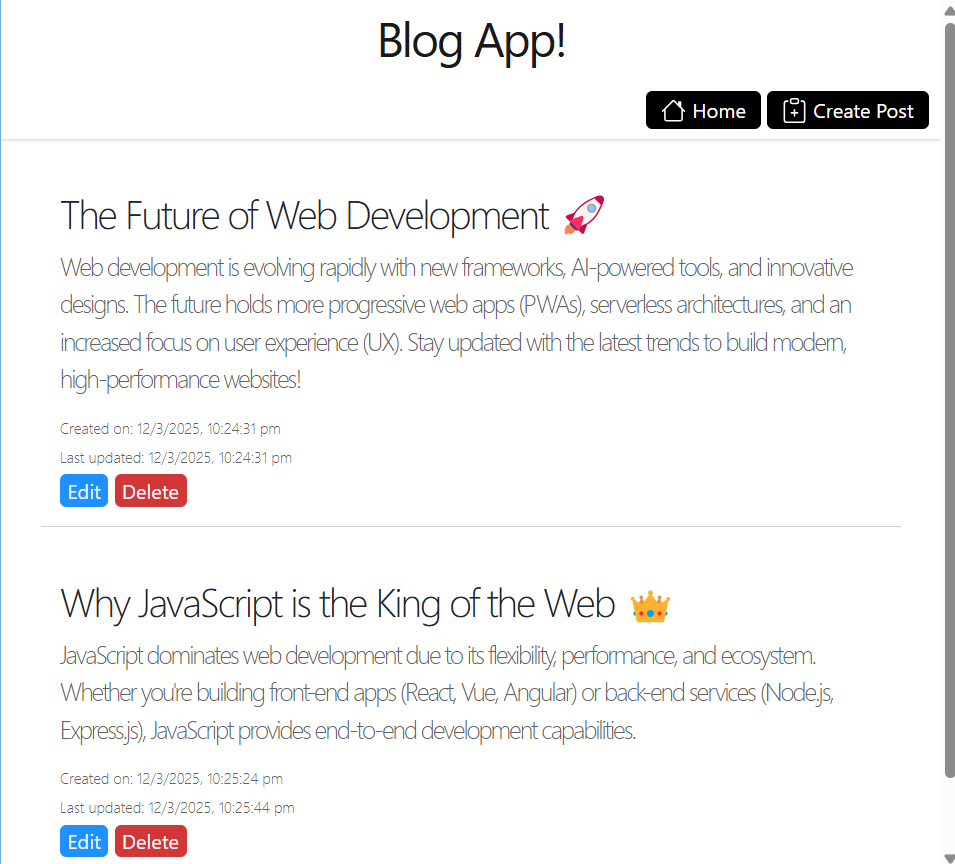 Blog App!
Home
Create Post
The Future of Web Development 🚀
Web development is evolving rapidly with new frameworks, AI-powered tools, and innovative
designs. The future holds more progressive web apps (PWAs), serverless architectures, and an
increased focus on user experience (UX). Stay updated with the latest trends to build modern,
high-performance websites!
Created on: 12/3/2025, 10:24:31 pm
Last updated: 12/3/2025, 10:24:31 pm
Edit
Delete
Why JavaScript is the King of the Web 👑
JavaScript dominates web development due to its flexibility, performance, and ecosystem.
Whether you're building front-end apps (React, Vue, Angular) or back-end services (Node.js,
Express.js), JavaScript provides end-to-end development capabilities.
Created on: 12/3/2025, 10:25:24 pm
Last updated: 12/3/2025, 10:25:44 pm
Edit
Delete